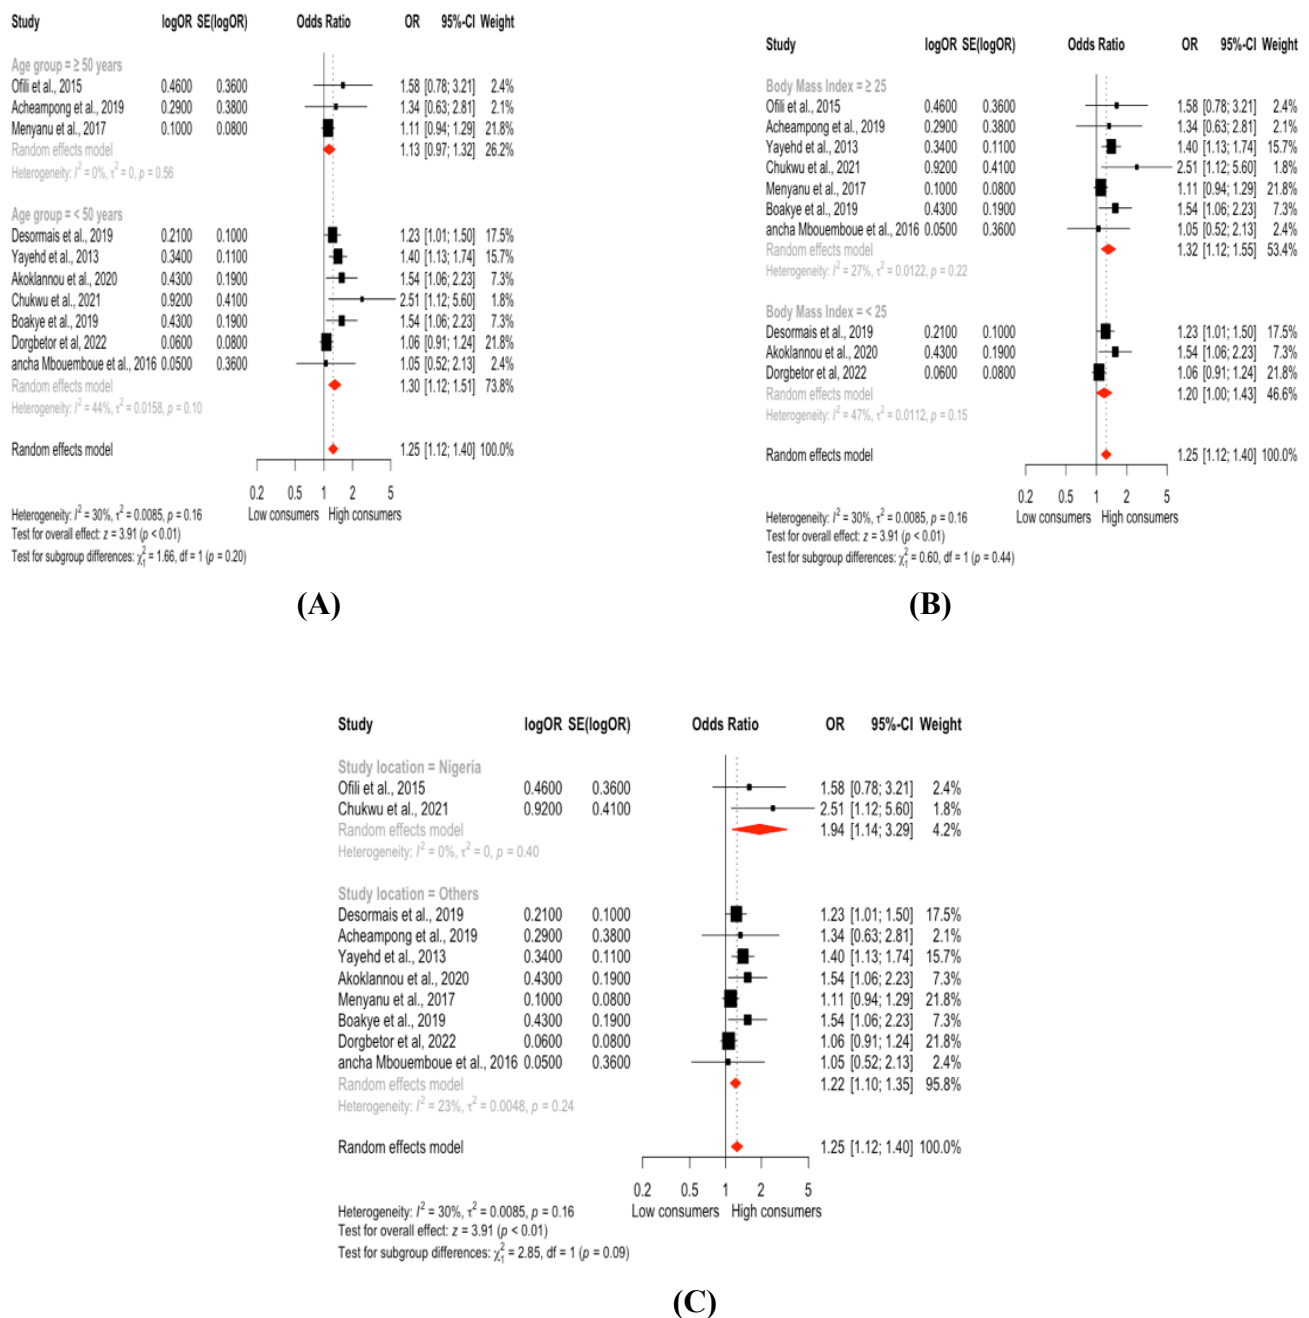 Study logOR SE(logOR) Odds Ratio OR 95%-CI Weight
Age group = ≥ 50 years
Ofili et al., 2015 0.4600 0.3600 1.58 [0.78; 3.21] 2.4%
Acheampong et al., 2019 0.2900 0.3800 1.34 [0.63; 2.81] 2.1%
Menyanu et al., 2017 0.1000 0.0800 1.11 [0.94; 1.29] 21.8%
Random effects model 1.13 [0.97; 1.32] 26.2%
Heterogeneity: I² = 0%, τ² = 0, p = 0.56
Age group = < 50 years
Desormais et al., 2019 0.2100 0.1000 1.23 [1.01; 1.50] 17.5%
Yayehd et al., 2013 0.3400 0.1100 1.40 [1.13; 1.74] 15.7%
Akoklannou et al., 2020 0.4300 0.1900 1.54 [1.06; 2.23] 7.3%
Chukwu et al., 2021 0.9200 0.4100 2.51 [1.12; 5.60] 1.8%
Boakye et al., 2019 0.4300 0.1900 1.54 [1.06; 2.23] 7.3%
Dorgbetor et al, 2022 0.0600 0.0800 1.06 [0.91; 1.24] 21.8%
ancha Mbouemboue et al., 2016 0.0500 0.3600 1.05 [0.52; 2.13] 2.4%
Random effects model 1.30 [1.12; 1.51] 73.8%
Heterogeneity: I² = 44%, τ² = 0.0158, p = 0.10
Random effects model 1.25 [1.12; 1.40] 100.0%
0.2 0.5 1 2 5
Low consumers High consumers
Heterogeneity: I² = 30%, τ² = 0.0085, p = 0.16
Test for overall effect: z = 3.91 (p < 0.01)
Test for subgroup differences: χ²₁ = 1.66, df = 1 (p = 0.20)
(A)
Study logOR SE(logOR) Odds Ratio OR 95%-CI Weight
Body Mass Index = ≥ 25
Ofili et al., 2015 0.4600 0.3600 1.58 [0.78; 3.21] 2.4%
Acheampong et al., 2019 0.2900 0.3800 1.34 [0.63; 2.81] 2.1%
Yayehd et al., 2013 0.3400 0.1100 1.40 [1.13; 1.74] 15.7%
Chukwu et al., 2021 0.9200 0.4100 2.51 [1.12; 5.60] 1.8%
Menyanu et al., 2017 0.1000 0.0800 1.11 [0.94; 1.29] 21.8%
Boakye et al., 2019 0.4300 0.1900 1.54 [1.06; 2.23] 7.3%
ancha Mbouemboue et al., 2016 0.0500 0.3600 1.05 [0.52; 2.13] 2.4%
Random effects model 1.32 [1.12; 1.55] 53.4%
Heterogeneity: I² = 27%, τ² = 0.0122, p = 0.22
Body Mass Index = < 25
Desormais et al., 2019 0.2100 0.1000 1.23 [1.01; 1.50] 17.5%
Akoklannou et al., 2020 0.4300 0.1900 1.54 [1.06; 2.23] 7.3%
Dorgbetor et al, 2022 0.0600 0.0800 1.06 [0.91; 1.24] 21.8%
Random effects model 1.20 [1.00; 1.43] 46.6%
Heterogeneity: I² = 47%, τ² = 0.0112, p = 0.15
Random effects model 1.25 [1.12; 1.40] 100.0%
0.2 0.5 1 2 5
Low consumers High consumers
Heterogeneity: I² = 30%, τ² = 0.0085, p = 0.16
Test for overall effect: z = 3.91 (p < 0.01)
Test for subgroup differences: χ²₁ = 0.60, df = 1 (p = 0.44)
(B)
Study logOR SE(logOR) Odds Ratio OR 95%-CI Weight
Study location = Nigeria
Ofili et al., 2015 0.4600 0.3600 1.58 [0.78; 3.21] 2.4%
Chukwu et al., 2021 0.9200 0.4100 2.51 [1.12; 5.60] 1.8%
Random effects model 1.94 [1.14; 3.29] 4.2%
Heterogeneity: I² = 0%, τ² = 0, p = 0.40
Study location = Others
Desormais et al., 2019 0.2100 0.1000 1.23 [1.01; 1.50] 17.5%
Acheampong et al., 2019 0.2900 0.3800 1.34 [0.63; 2.81] 2.1%
Yayehd et al., 2013 0.3400 0.1100 1.40 [1.13; 1.74] 15.7%
Akoklannou et al., 2020 0.4300 0.1900 1.54 [1.06; 2.23] 7.3%
Menyanu et al., 2017 0.1000 0.0800 1.11 [0.94; 1.29] 21.8%
Boakye et al., 2019 0.4300 0.1900 1.54 [1.06; 2.23] 7.3%
Dorgbetor et al, 2022 0.0600 0.0800 1.06 [0.91; 1.24] 21.8%
ancha Mbouemboue et al., 2016 0.0500 0.3600 1.05 [0.52; 2.13] 2.4%
Random effects model 1.22 [1.10; 1.35] 95.8%
Heterogeneity: I² = 23%, τ² = 0.0048, p = 0.24
Random effects model 1.25 [1.12; 1.40] 100.0%
0.2 0.5 1 2 5
Low consumers High consumers
Heterogeneity: I² = 30%, τ² = 0.0085, p = 0.16
Test for overall effect: z = 3.91 (p < 0.01)
Test for subgroup differences: χ²₁ = 2.85, df = 1 (p = 0.09)
(C)